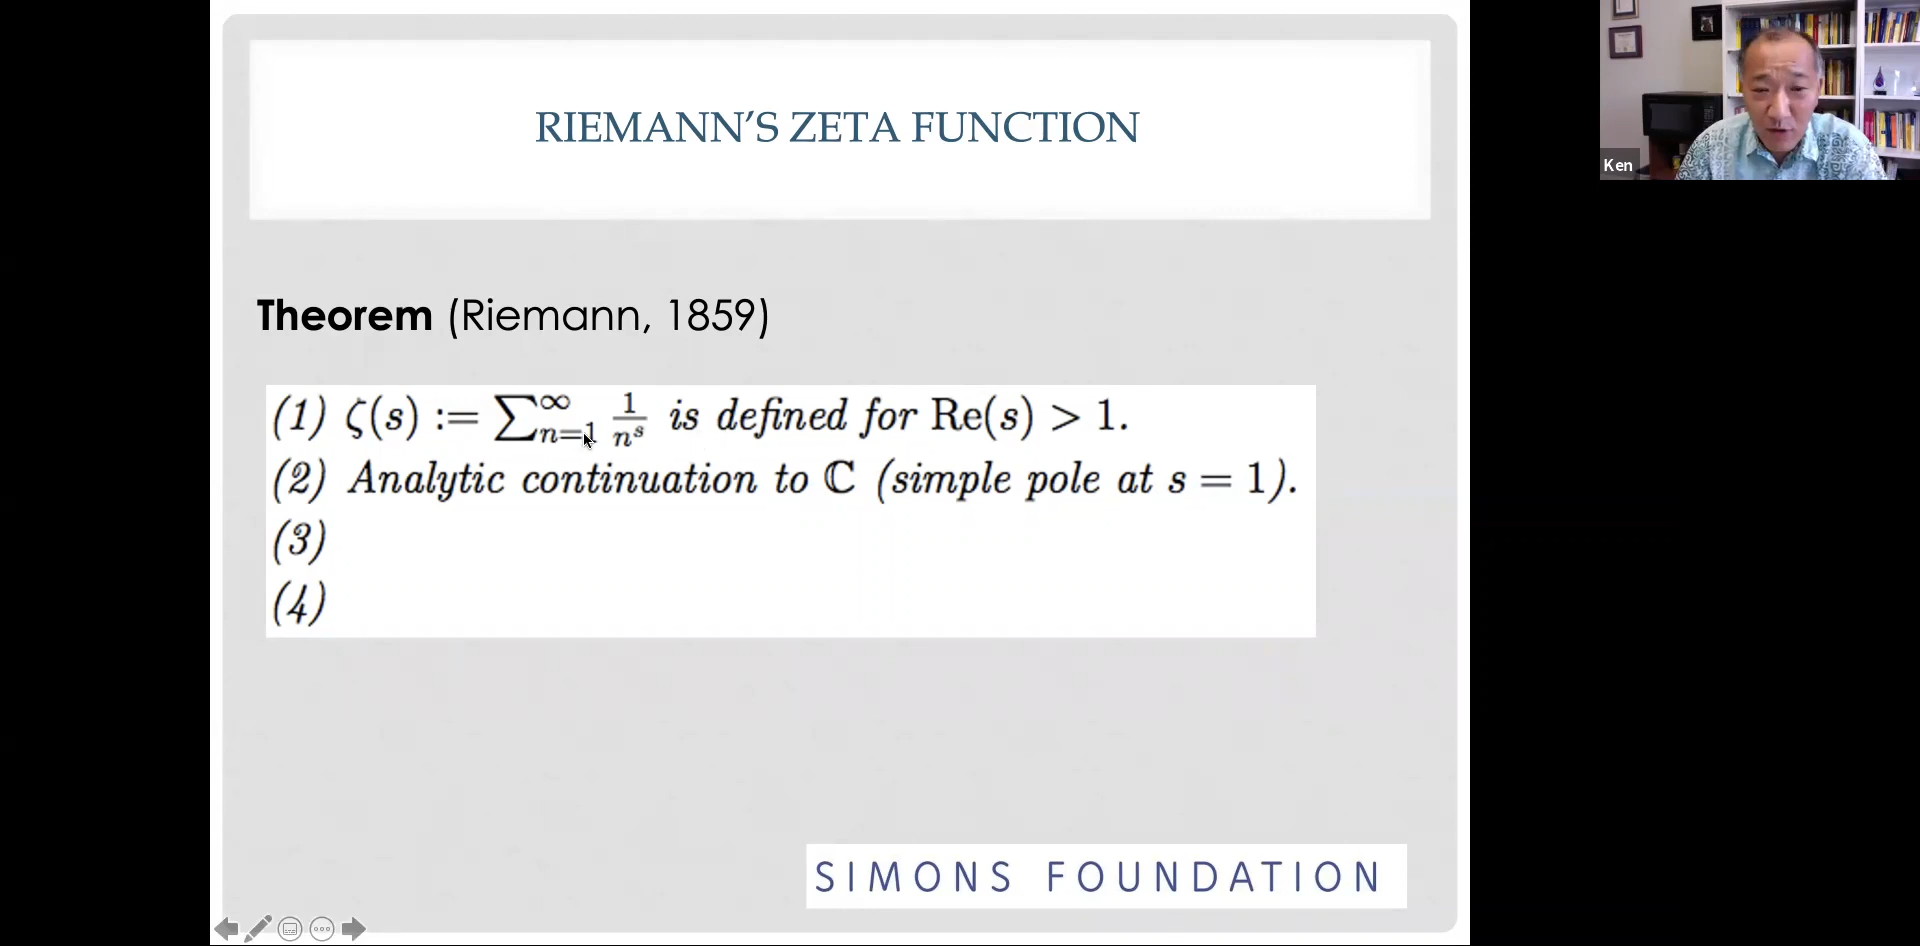 RIEMANN’S ZETA FUNCTION
Theorem (Riemann, 1859)
(1) ζ(s) := ∑_{n=1}^{∞} 1/n^s is defined for Re(s) > 1.
(2) Analytic continuation to ℂ (simple pole at s = 1).
(3)
(4)
SIMONS FOUNDATION
Ken